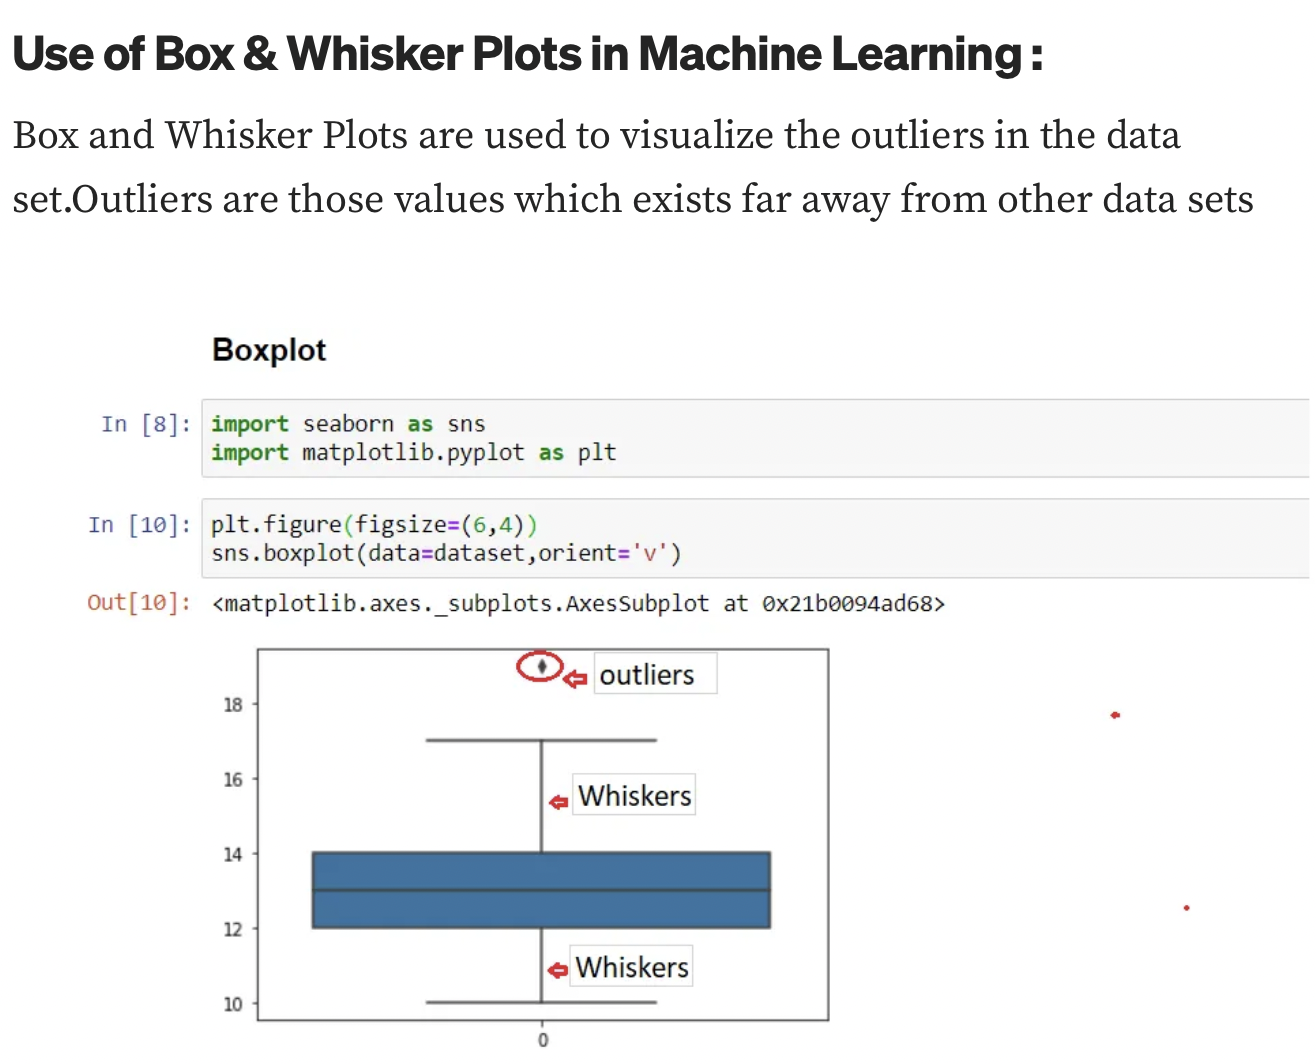 Use of Box & Whisker Plots in Machine Learning :
Box and Whisker Plots are used to visualize the outliers in the data
set.Outliers are those values which exists far away from other data sets
Boxplot
In [8]: import seaborn as sns
import matplotlib.pyplot as plt
In [10]: plt.figure(figsize=(6,4))
sns.boxplot(data=dataset,orient='v')
Out[10]: <matplotlib.axes._subplots.AxesSubplot at 0x21b0094ad68>
outliers
18
16
Whiskers
14
12
Whiskers
10
0